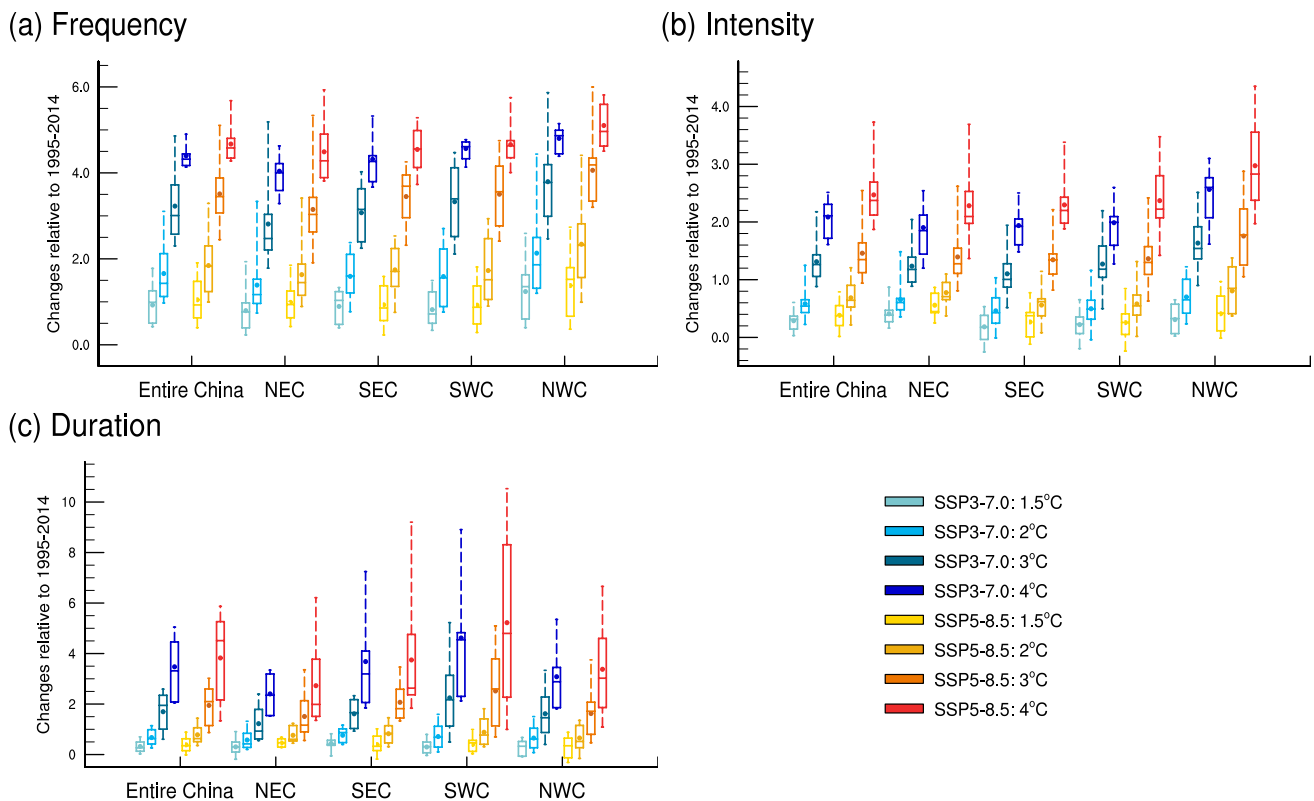 (a) Frequency
Changes relative to 1995-2014
6.0
4.0
2.0
0.0
Entire China NEC SEC SWC NWC
(b) Intensity
Changes relative to 1995-2014
4.0
3.0
2.0
1.0
0.0
Entire China NEC SEC SWC NWC
(c) Duration
Changes relative to 1995-2014
10
8
6
4
2
0
Entire China NEC SEC SWC NWC
SSP3-7.0: 1.5°C
SSP3-7.0: 2°C
SSP3-7.0: 3°C
SSP3-7.0: 4°C
SSP5-8.5: 1.5°C
SSP5-8.5: 2°C
SSP5-8.5: 3°C
SSP5-8.5: 4°C